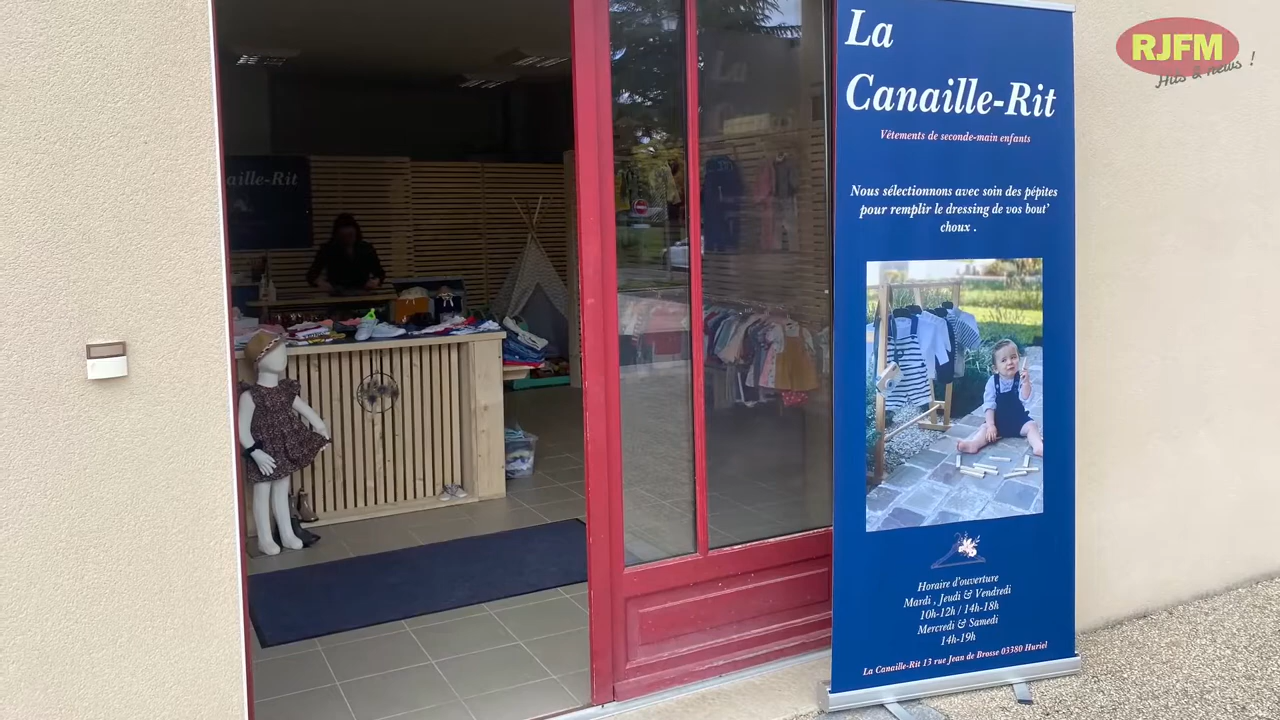 RJFM
Hits & news !
La
Canaille-Rit
Vêtements de seconde-main enfants
Nous sélectionnons avec soin des pépites
pour remplir le dressing de vos bout'
choux .
Horaire d'ouverture
Mardi , Jeudi & Vendredi
10h-12h / 14h-18h
Mercredi & Samedi
14h-19h
La Canaille-Rit 13 rue Jean de Brosse 03380 Huriel
aille-Rit